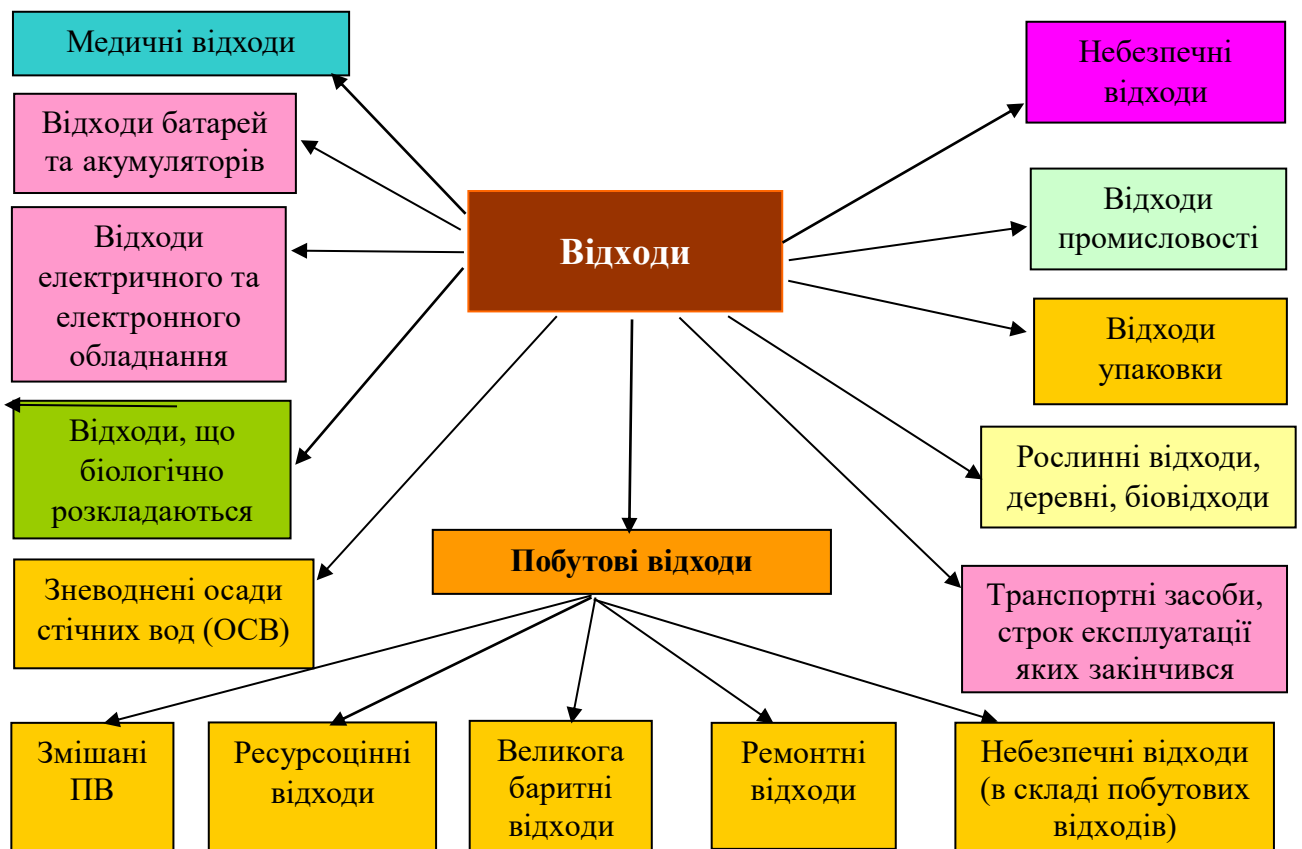 Медичні відходи
Небезпечні
відходи
Відходи батарей
та акумуляторів
Відходи
промисловості
Відходи
Відходи
електричного та
електронного
обладнання
Відходи
упаковки
Відходи, що
біологічно
розкладаються
Рослинні відходи,
деревні, біовідходи
Побутові відходи
Зневоднені осади
стічних вод (ОСВ)
Транспортні засоби,
строк експлуатації
яких закінчився
Змішані
ПВ
Ресурсоцінні
відходи
Великога
баритні
відходи
Ремонтні
відходи
Небезпечні відходи
(в складі побутових
відходів)